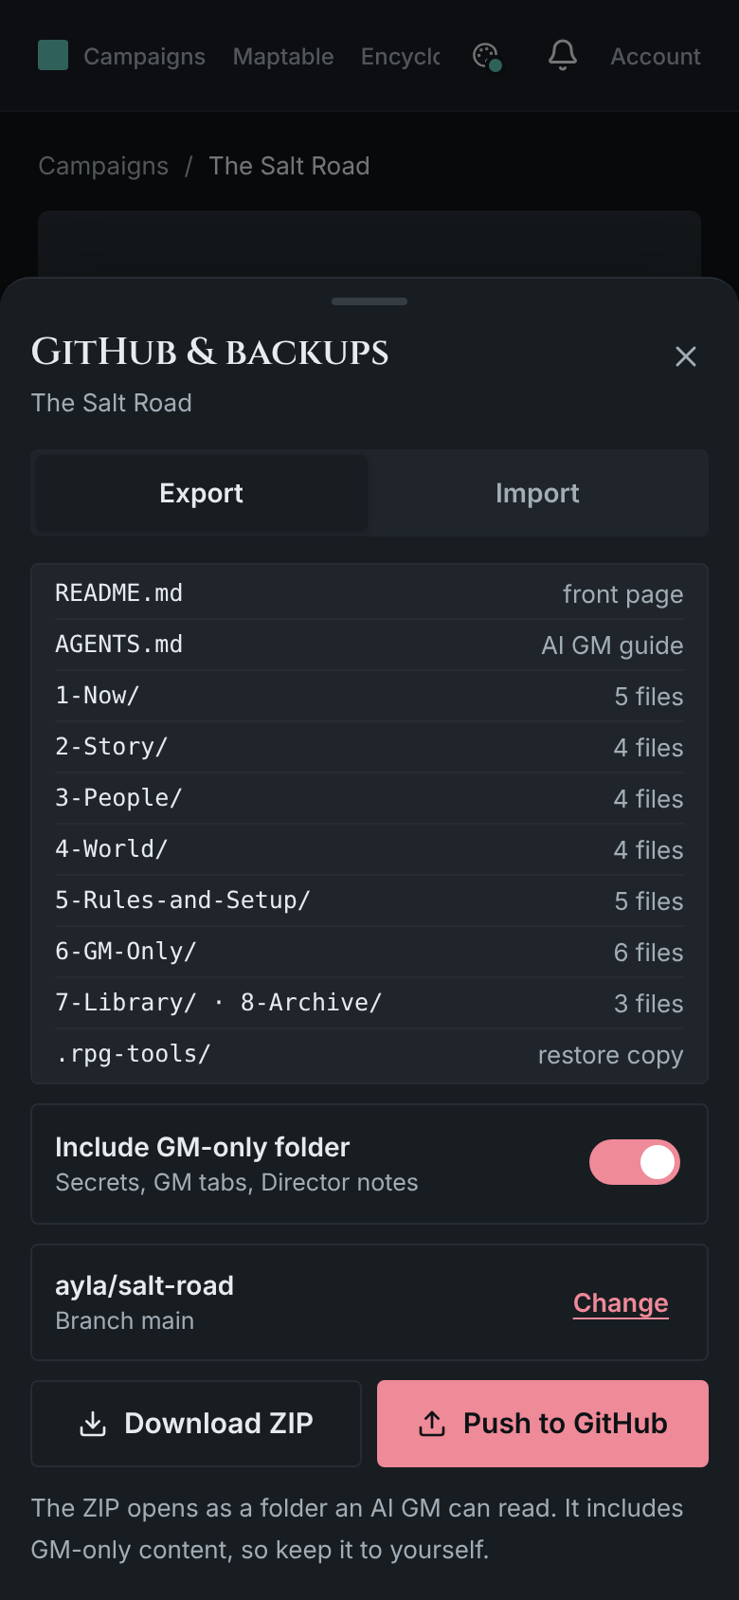 Campaigns Maptable Encyclc Account
Campaigns / The Salt Road
GitHub & backups
The Salt Road
Export Import
README.md front page
AGENTS.md AI GM guide
1-Now/ 5 files
2-Story/ 4 files
3-People/ 4 files
4-World/ 4 files
5-Rules-and-Setup/ 5 files
6-GM-Only/ 6 files
7-Library/ · 8-Archive/ 3 files
.rpg-tools/ restore copy
Include GM-only folder
Secrets, GM tabs, Director notes
ayla/salt-road
Branch main
Change
Download ZIP Push to GitHub
The ZIP opens as a folder an AI GM can read. It includes
GM-only content, so keep it to yourself.